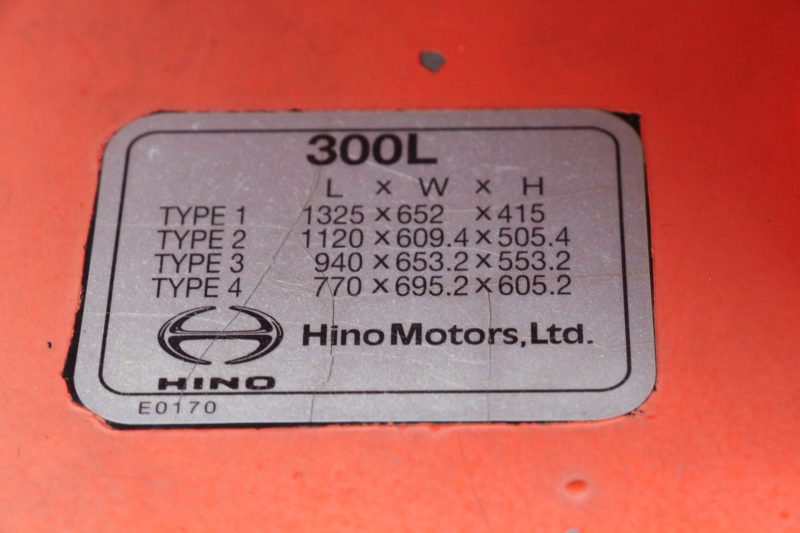 300L
L × W × H
TYPE 1 1325 × 652 × 415
TYPE 2 1120 × 609.4 × 505.4
TYPE 3 940 × 653.2 × 553.2
TYPE 4 770 × 695.2 × 605.2
Hino Motors, Ltd.
HINO
E0170